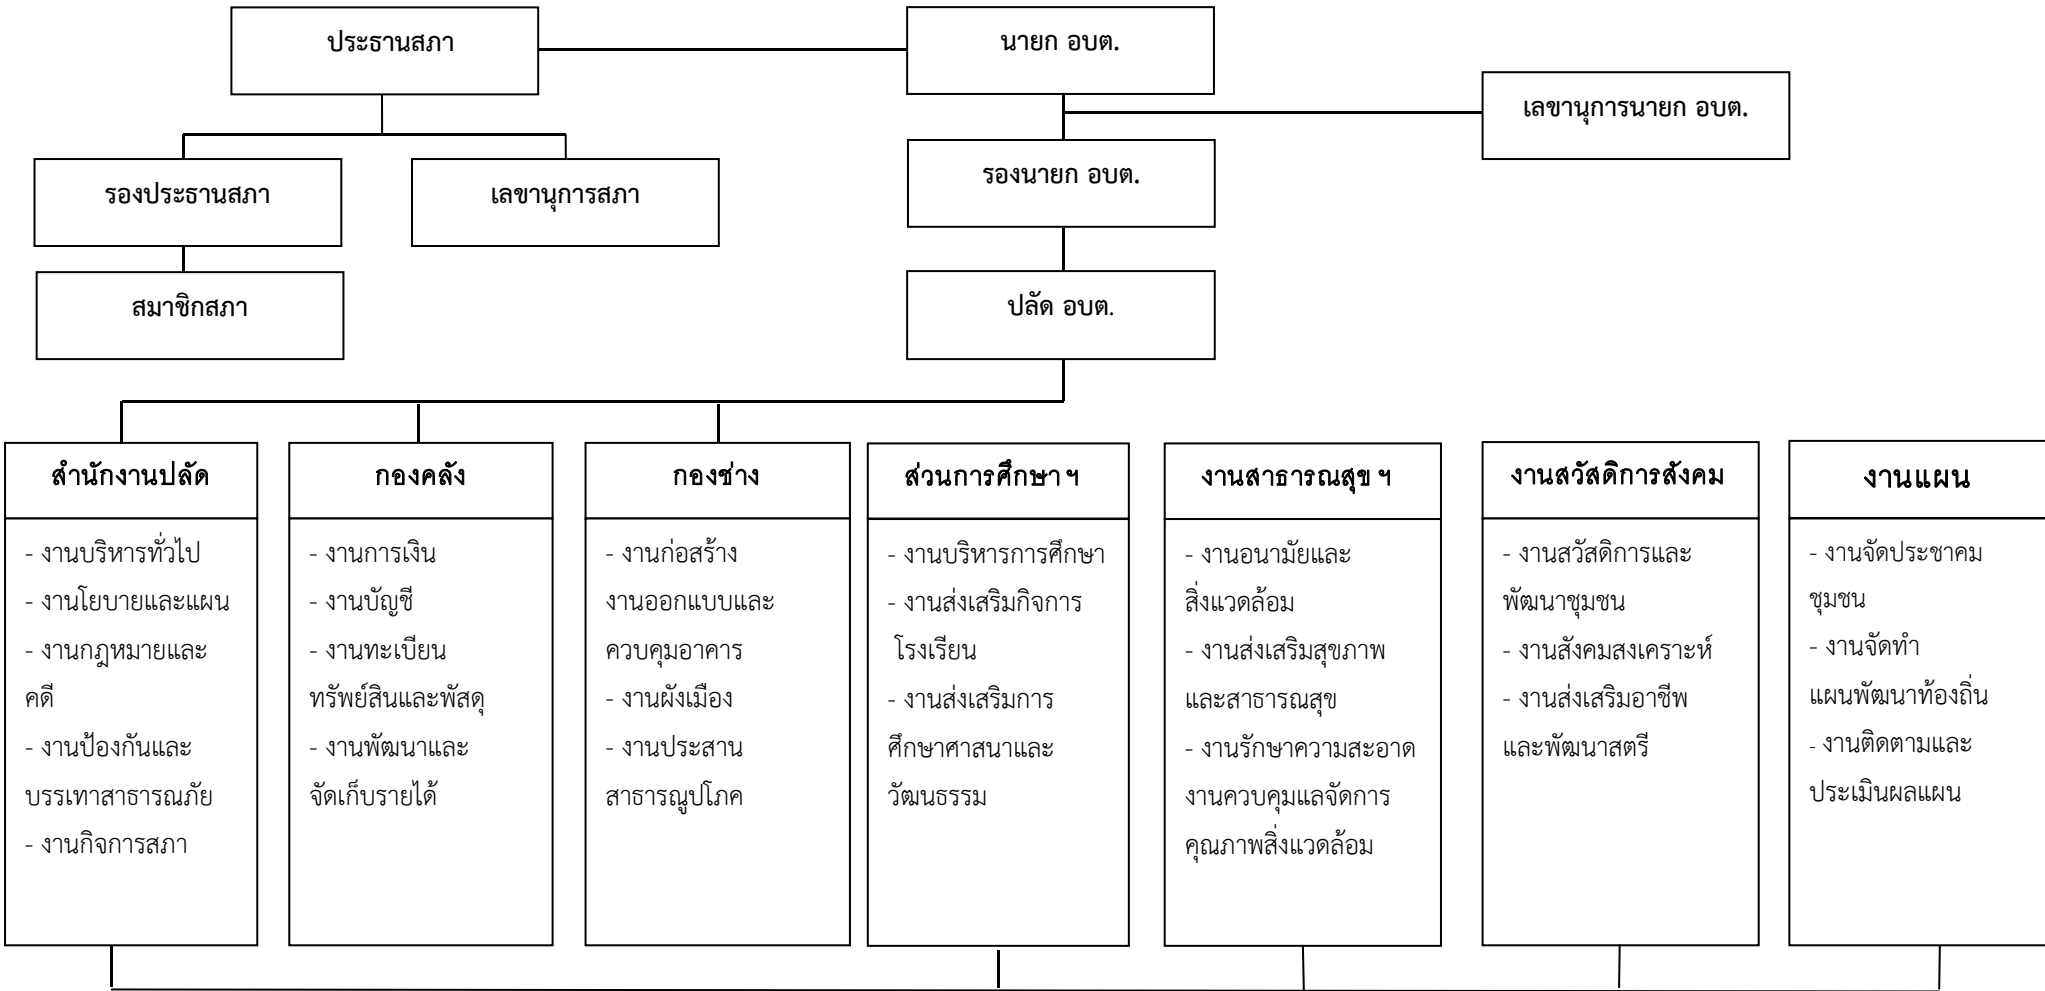 ประธานสภา
นายก อบต.
เลขานุการนายก อบต.
รองประธานสภา
เลขานุการสภา
รองนายก อบต.
สมาชิกสภา
ปลัด อบต.
สำนักงานปลัด
- งานบริหารทั่วไป
- งานโยบายและแผน
- งานกฎหมายและ
คดี
- งานป้องกันและ
บรรเทาสาธารณภัย
- งานกิจการสภา
กองคลัง
- งานการเงิน
- งานบัญชี
- งานทะเบียน
ทรัพย์สินและพัสดุ
- งานพัฒนาและ
จัดเก็บรายได้
กองช่าง
- งานก่อสร้าง
งานออกแบบและ
ควบคุมอาคาร
- งานผังเมือง
- งานประสาน
สาธารณูปโภค
ส่วนการศึกษา ฯ
- งานบริหารการศึกษา
- งานส่งเสริมกิจการ
โรงเรียน
- งานส่งเสริมการ
ศึกษาศาสนาและ
วัฒนธรรม
งานสาธารณสุข ฯ
- งานอนามัยและ
สิ่งแวดล้อม
- งานส่งเสริมสุขภาพ
และสาธารณสุข
- งานรักษาความสะอาด
งานควบคุมแลจัดการ
คุณภาพสิ่งแวดล้อม
งานสวัสดิการสังคม
- งานสวัสดิการและ
พัฒนาชุมชน
- งานสังคมสงเคราะห์
- งานส่งเสริมอาชีพ
และพัฒนาสตรี
งานแผน
- งานจัดประชาคม
ชุมชน
- งานจัดทำ
แผนพัฒนาท้องถิ่น
- งานติดตามและ
ประเมินผลแผน